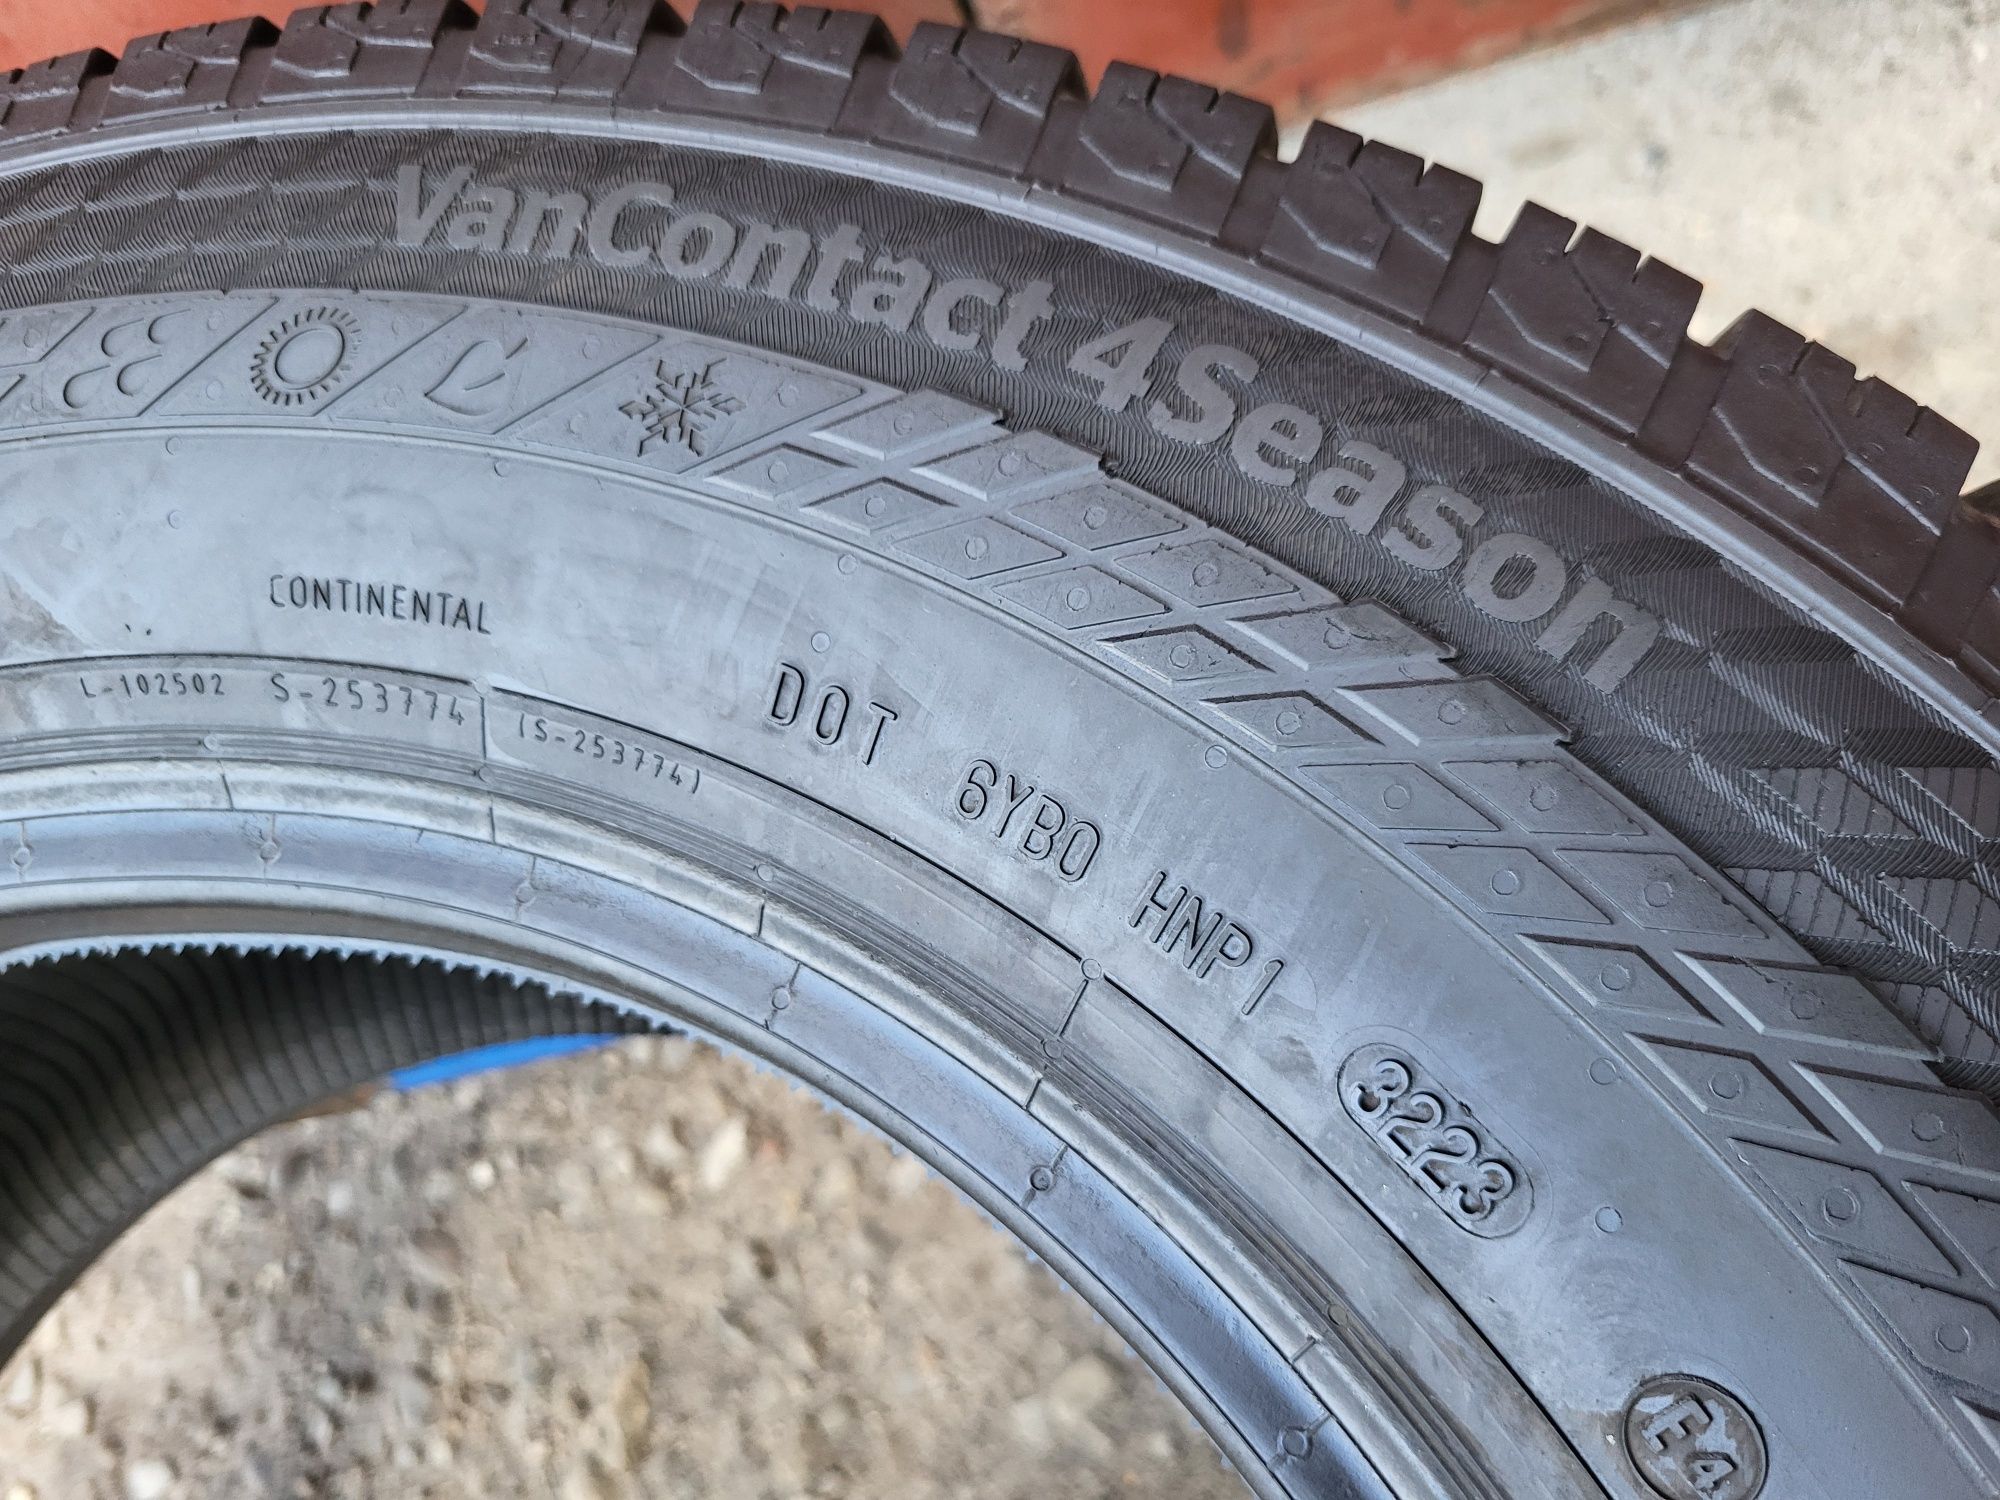 VanContact 4Season
CONTINENTAL
L-102502 S-253774 (S-253774)
DOT 6YB0 HNP1 3223
E4